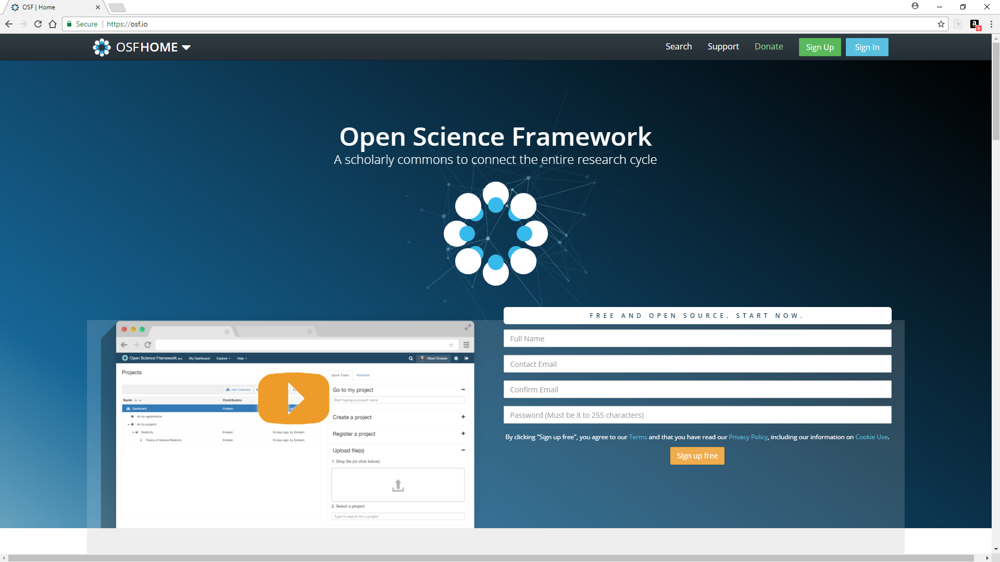 OSF | Home
Secure
https://osf.io
a
8
OSFHOME
Search
Support
Donate
Sign Up
Sign In
Open Science Framework
A scholarly commons to connect the entire research cycle
FREE AND OPEN SOURCE. START NOW.
Full Name
Contact Email
Confirm Email
Password (Must be 8 to 255 characters)
By clicking "Sign up free", you agree to our Terms and that you have read our Privacy Policy, including our information on Cookie Use.
Sign up free
Open Science Framework BETA
My Dashboard
Explore
Help
Albert Einstein
Projects
Add Collection
Name
Contributors
Dashboard
Einstein
by
All my registrations
All my projects
Relativity
Einstein
16 days ago, by Einstein
Theory of General Relativity
Einstein
16 days ago, by Einstein
Quick Tasks
Watchlist
Go to my project
Start typing a project name
Create a project
Register a project
Upload file(s)
1. Drop file (or click below)
2. Select a project
Type to search for a project